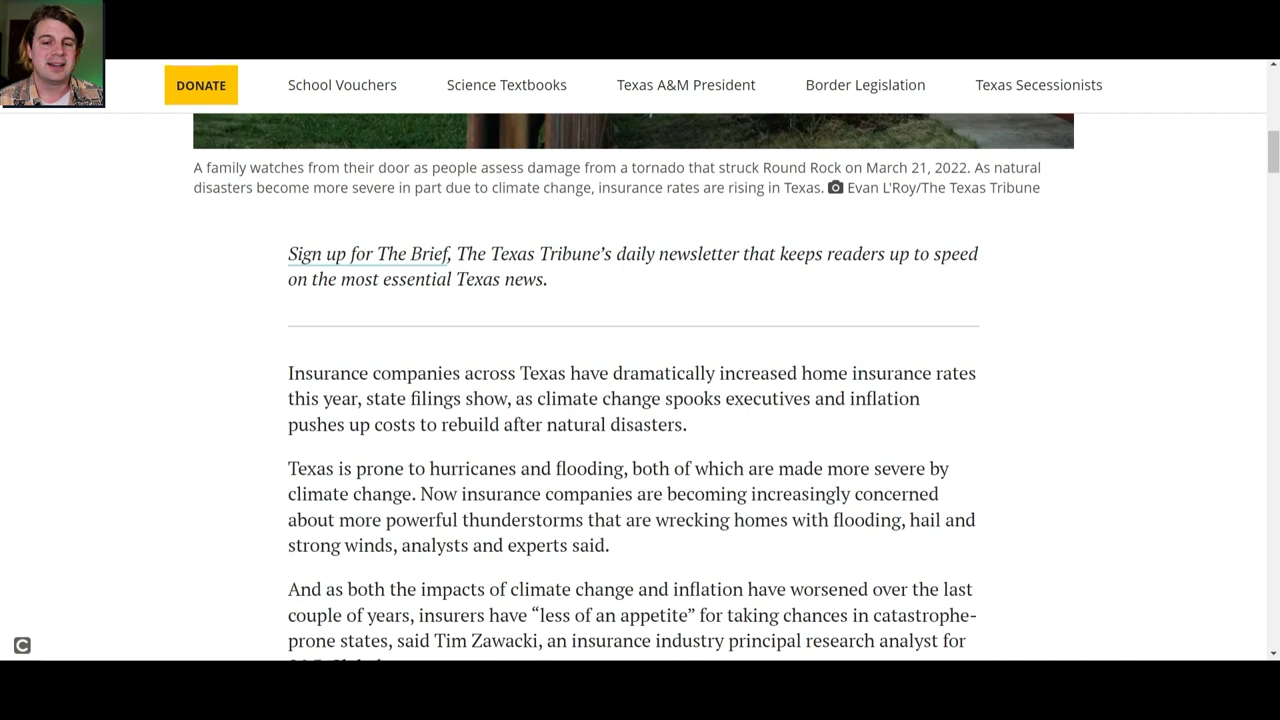 DONATE
School Vouchers
Science Textbooks
Texas A&M President
Border Legislation
Texas Secessionists
A family watches from their door as people assess damage from a tornado that struck Round Rock on March 21, 2022. As natural
disasters become more severe in part due to climate change, insurance rates are rising in Texas. Evan L'Roy/The Texas Tribune
Sign up for The Brief, The Texas Tribune’s daily newsletter that keeps readers up to speed
on the most essential Texas news.
Insurance companies across Texas have dramatically increased home insurance rates
this year, state filings show, as climate change spooks executives and inflation
pushes up costs to rebuild after natural disasters.
Texas is prone to hurricanes and flooding, both of which are made more severe by
climate change. Now insurance companies are becoming increasingly concerned
about more powerful thunderstorms that are wrecking homes with flooding, hail and
strong winds, analysts and experts said.
And as both the impacts of climate change and inflation have worsened over the last
couple of years, insurers have “less of an appetite” for taking chances in catastrophe-
prone states, said Tim Zawacki, an insurance industry principal research analyst for